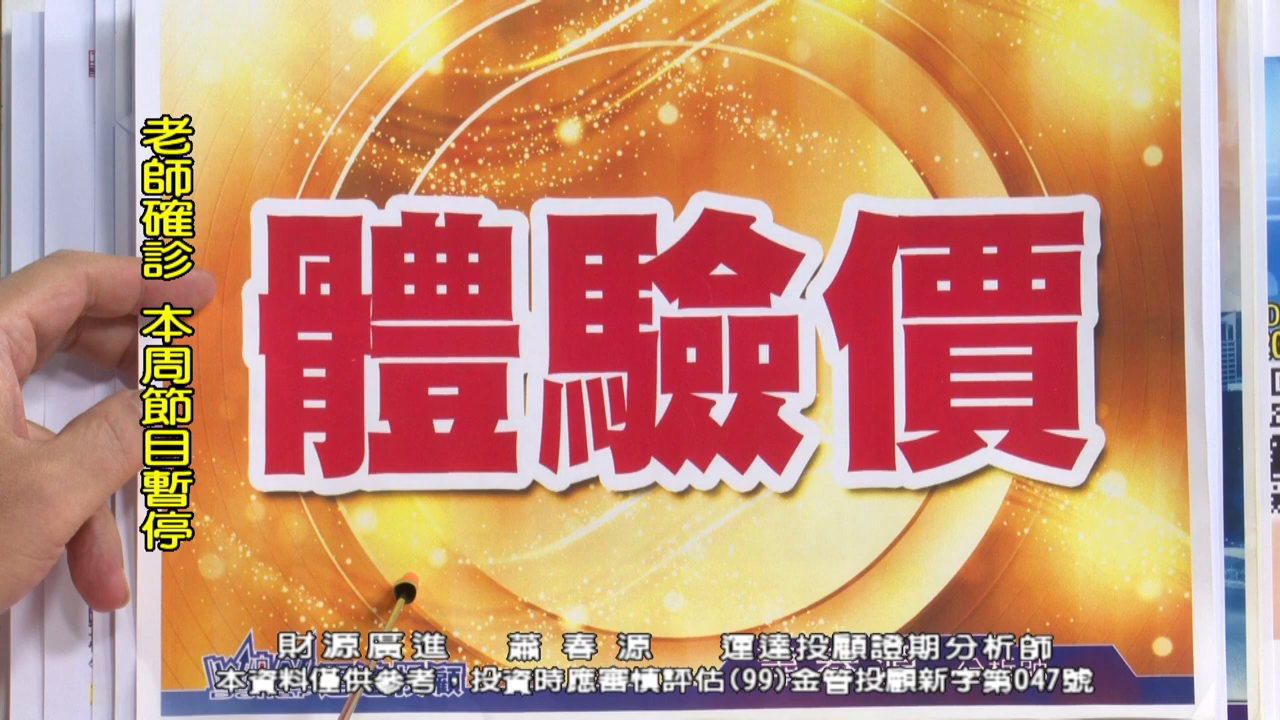 老師確診 本周節目暫停
體驗價
財源廣進 蕭春源 運達投顧證期分析師
本資料僅供參考，投資時應審慎評估(99)金管投顧新字第047號